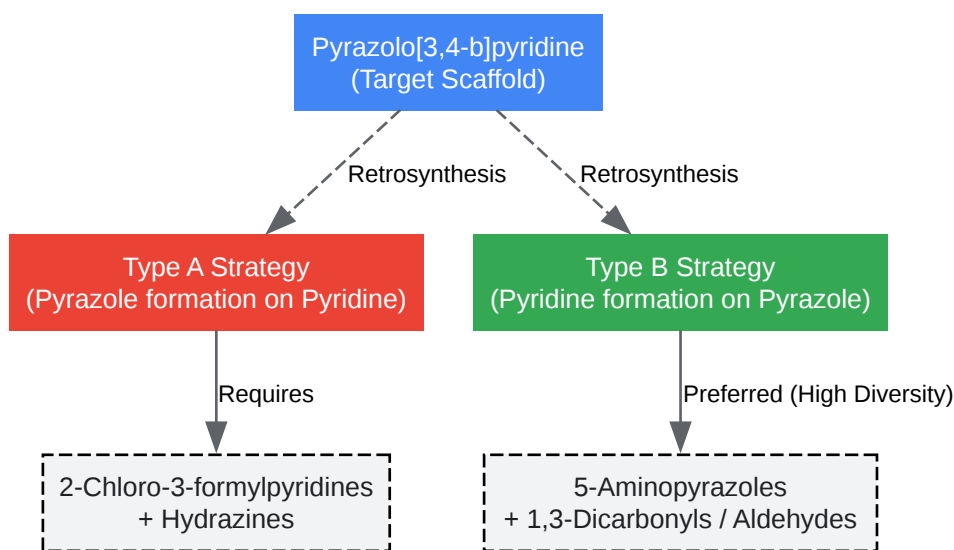 Pyrazolo[3,4-b]pyridine
(Target Scaffold)
Retrosynthesis
Retrosynthesis
Type A Strategy
(Pyrazole formation on Pyridine)
Type B Strategy
(Pyridine formation on Pyrazole)
Requires
Preferred (High Diversity)
2-Chloro-3-formylpyridines
+ Hydrazines
5-Aminopyrazoles
+ 1,3-Dicarbonyls / Aldehydes